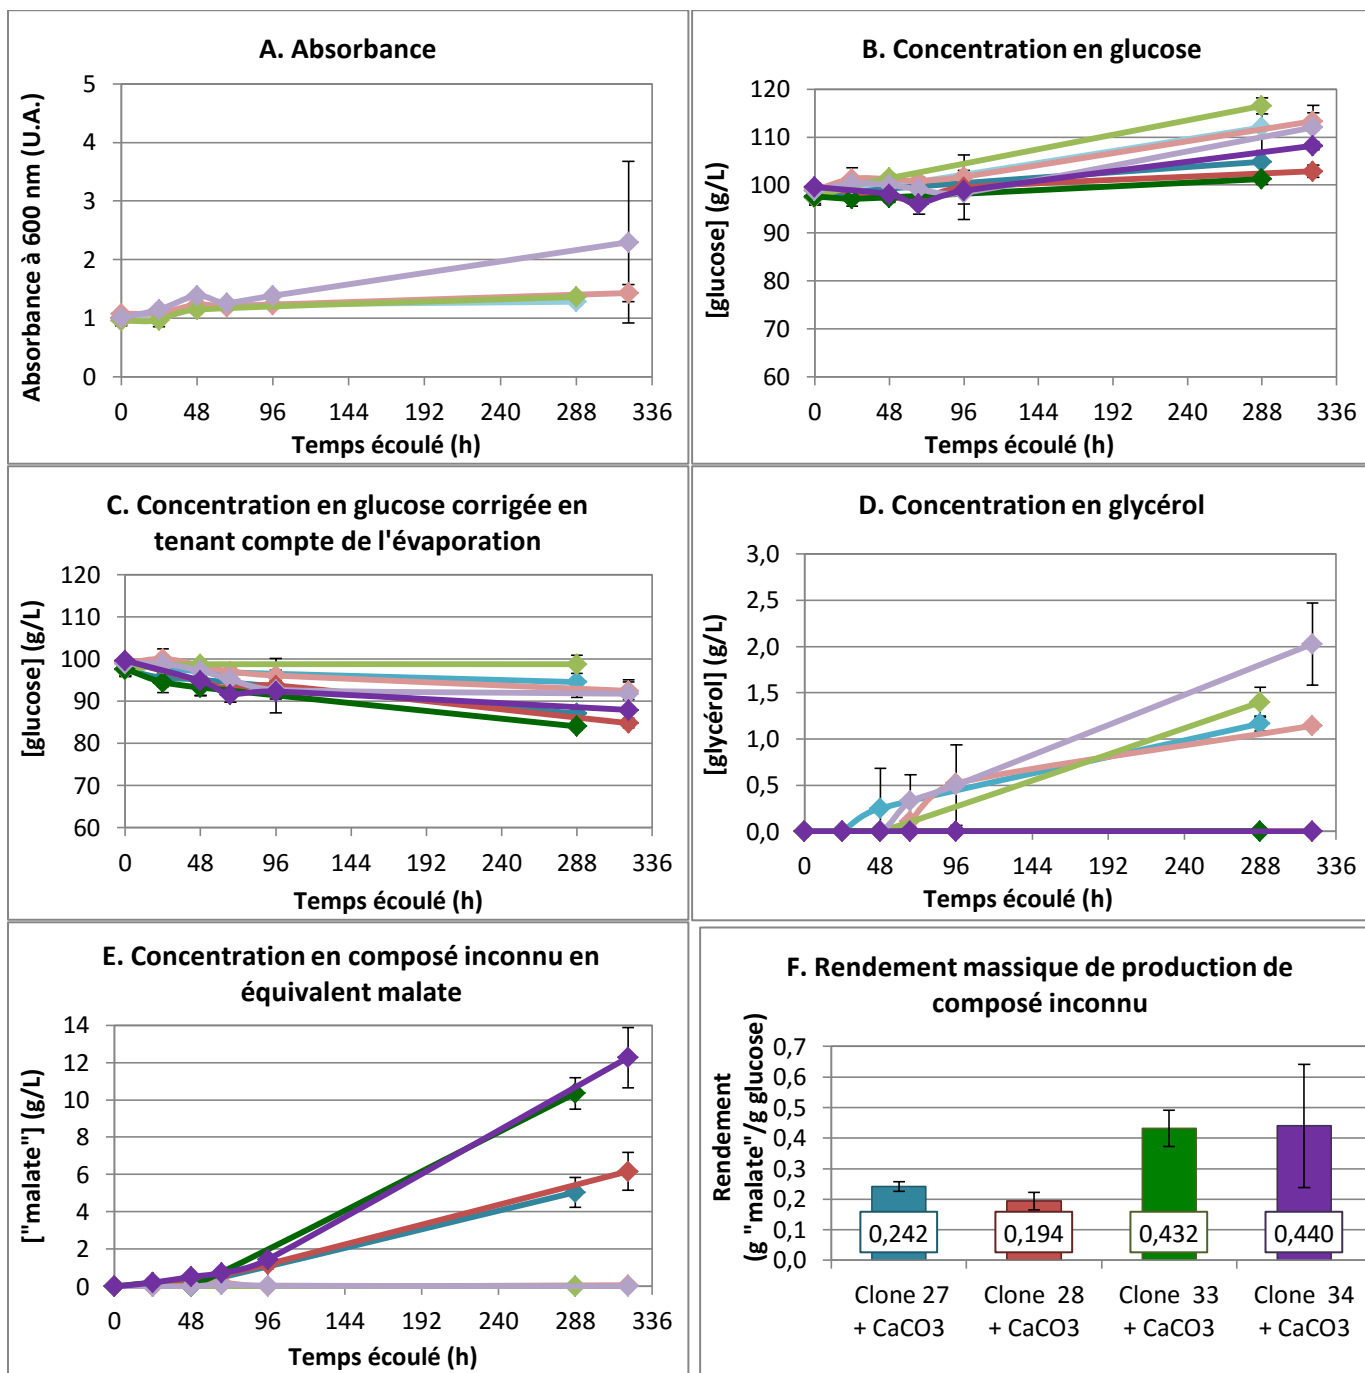 A. Absorbance
Absorbance à 600 nm (U.A.)
5
4
3
2
1
0
0 48 96 144 192 240 288 336
Temps écoulé (h)
B. Concentration en glucose
[glucose] (g/L)
120
110
100
90
80
70
60
0 48 96 144 192 240 288 336
Temps écoulé (h)
C. Concentration en glucose corrigée en
tenant compte de l'évaporation
[glucose] (g/L)
120
110
100
90
80
70
60
0 48 96 144 192 240 288 336
Temps écoulé (h)
D. Concentration en glycérol
[glycérol] (g/L)
3,0
2,5
2,0
1,5
1,0
0,5
0,0
0 48 96 144 192 240 288 336
Temps écoulé (h)
E. Concentration en composé inconnu en
équivalent malate
["malate"] (g/L)
14
12
10
8
6
4
2
0
0 48 96 144 192 240 288 336
Temps écoulé (h)
F. Rendement massique de production de
composé inconnu
Rendement
(g "malate"/g glucose)
0,7
0,6
0,5
0,4
0,3
0,2
0,1
0,0
0,242 0,194 0,432 0,440
Clone 27 Clone 28 Clone 33 Clone 34
+ CaCO3 + CaCO3 + CaCO3 + CaCO3